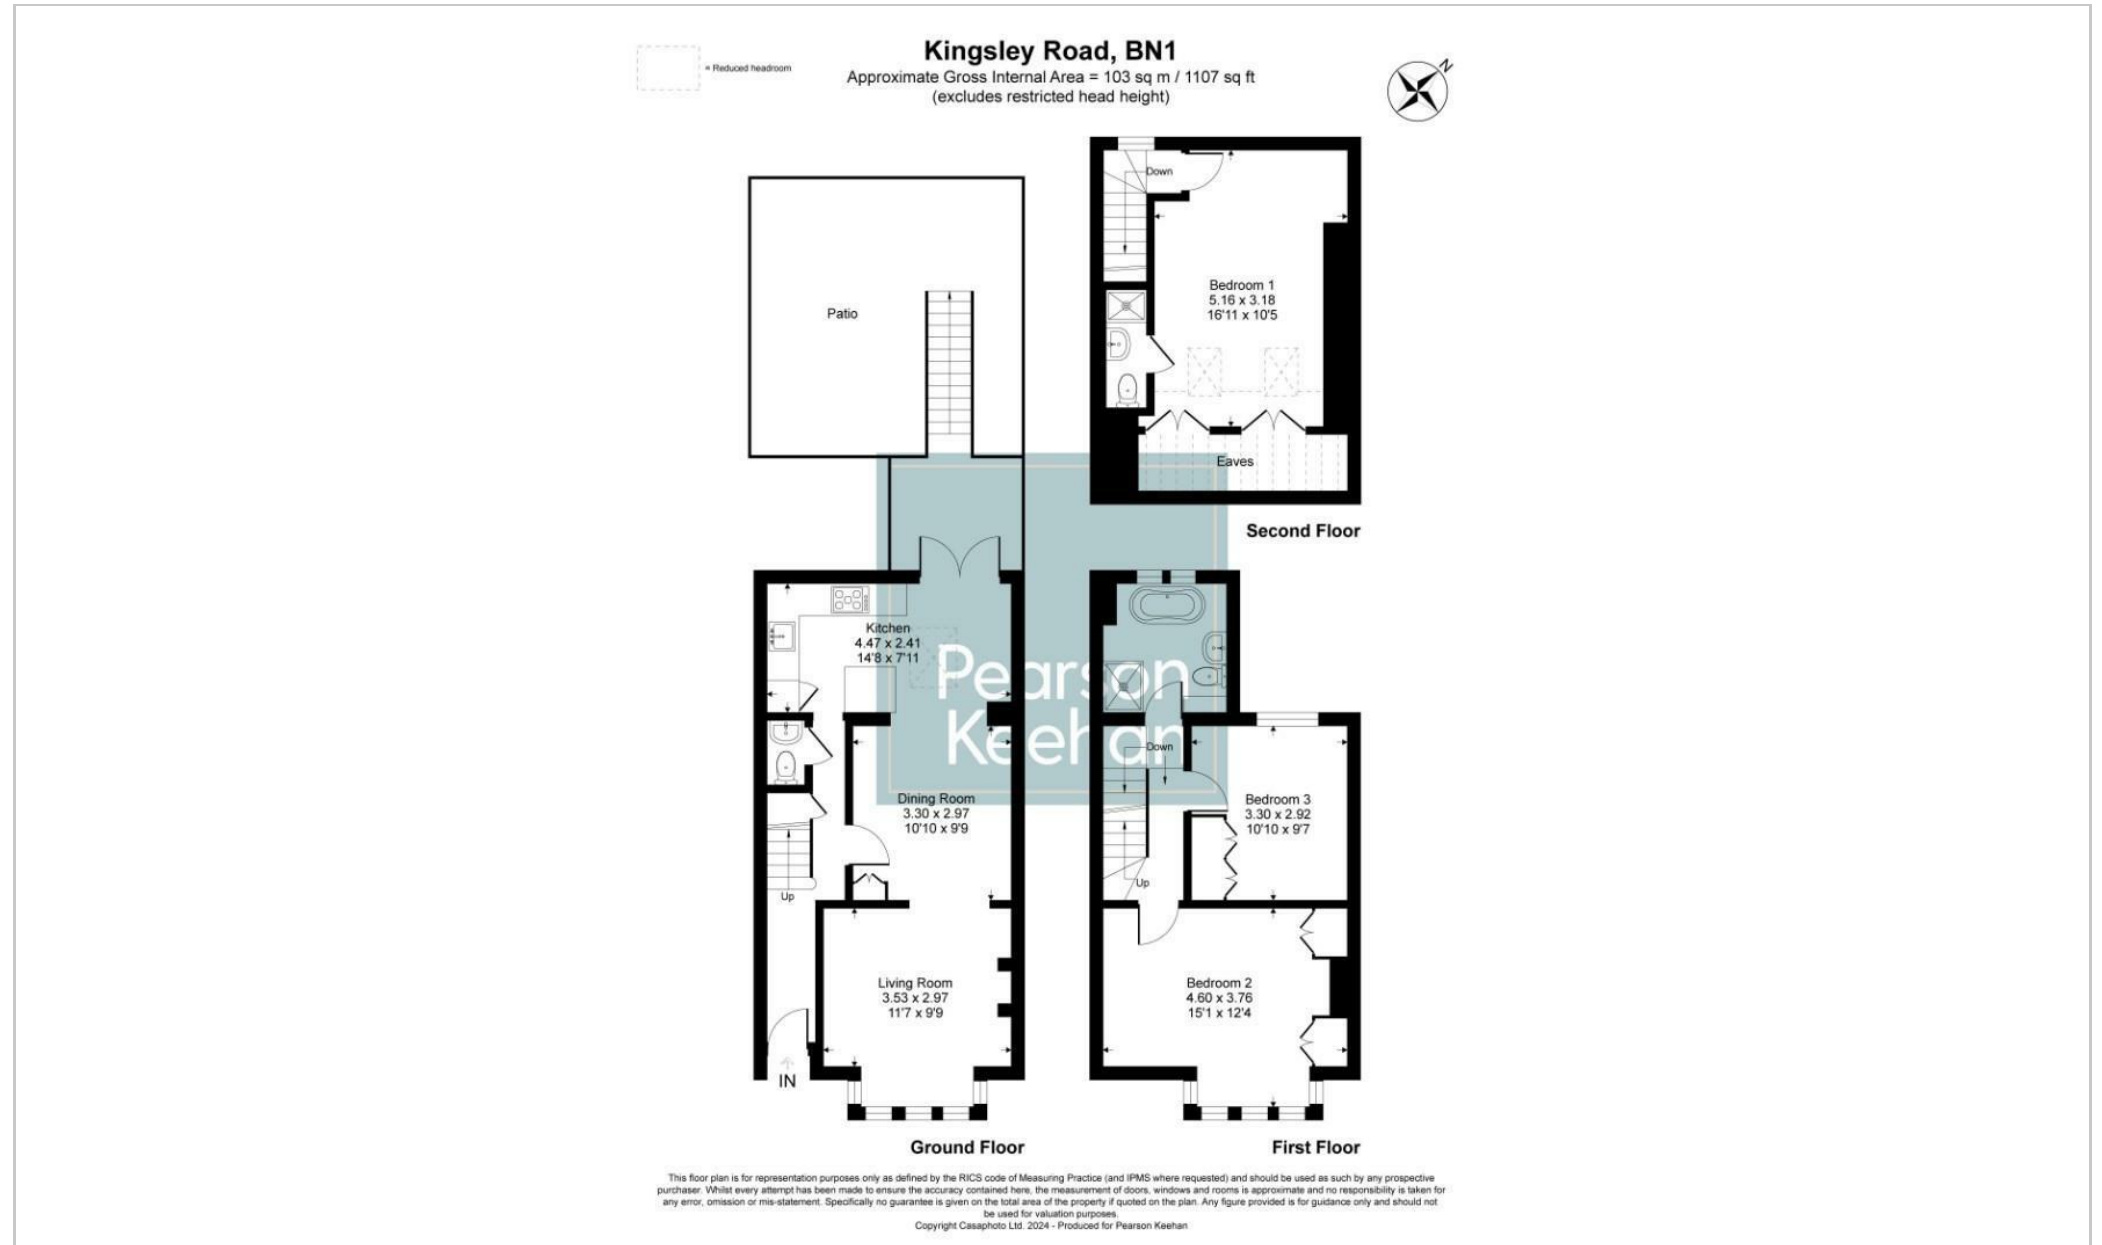 Kingsley Road, BN1
Approximate Gross Internal Area = 103 sq m / 1107 sq ft
(excludes restricted head height)
= Reduced headroom
N
Down
Bedroom 1
5.16 x 3.18
16'11 x 10'5
Eaves
Second Floor
Patio
Kitchen
4.47 x 2.41
14'8 x 7'11
Pearson
Keehan
Dining Room
3.30 x 2.97
10'10 x 9'9
Up
Living Room
3.53 x 2.97
11'7 x 9'9
IN
Ground Floor
Down
Bedroom 3
3.30 x 2.92
10'10 x 9'7
Up
Bedroom 2
4.60 x 3.76
15'1 x 12'4
First Floor
This floor plan is for representation purposes only as defined by the RICS code of Measuring Practice (and IPMS where requested) and should be used as such by any prospective
purchaser. Whilst every attempt has been made to ensure the accuracy contained here, the measurement of doors, windows and rooms is approximate and no responsibility is taken for
any error, omission or mis-statement. Specifically no guarantee is given on the total area of the property if quoted on the plan. Any figure provided is for guidance only and should not
be used for valuation purposes.
Copyright Casaphoto Ltd. 2024 - Produced for Pearson Keehan